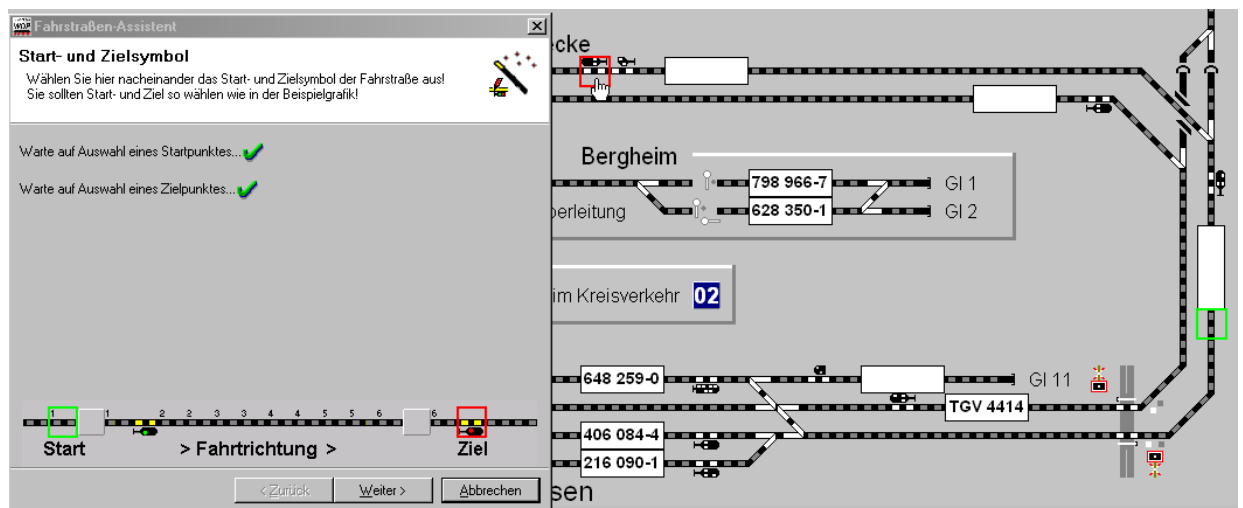 Fahrstraßen-Assistent
Start- und Zielsymbol
Wählen Sie hier nacheinander das Start- und Zielsymbol der Fahrstraße aus!
Sie sollten Start- und Ziel so wählen wie in der Beispielgrafik!
Warte auf Auswahl eines Startpunktes...
Warte auf Auswahl eines Zielpunktes...
1 1 2 2 3 3 4 4 5 5 6 6
Start > Fahrtrichtung > Ziel
< Zurück Weiter > Abbrechen
ecke
Bergheim
798 966-7 Gl 1
berleitung 628 350-1 Gl 2
im Kreisverkehr 02
648 259-0 Gl 11
TGV 4414
406 084-4
216 090-1
sen